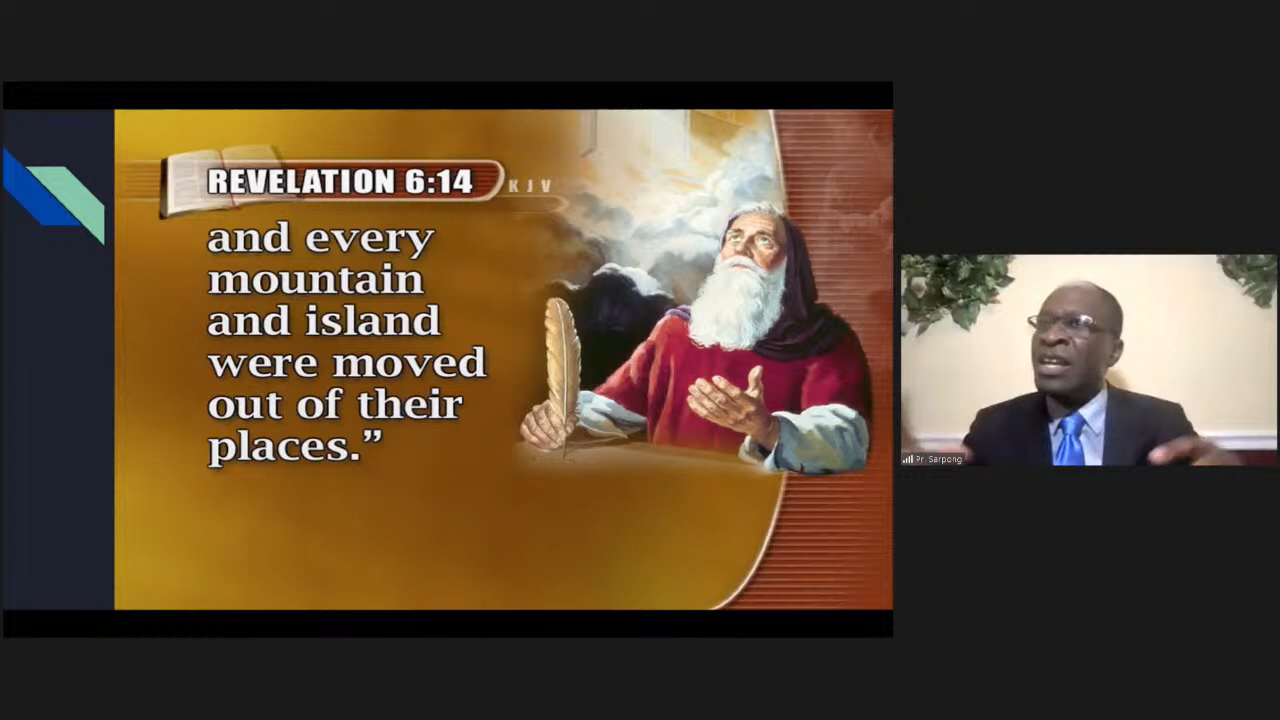 REVELATION 6:14 KJV
and every
mountain
and island
were moved
out of their
places.”
Pr. Sarpong